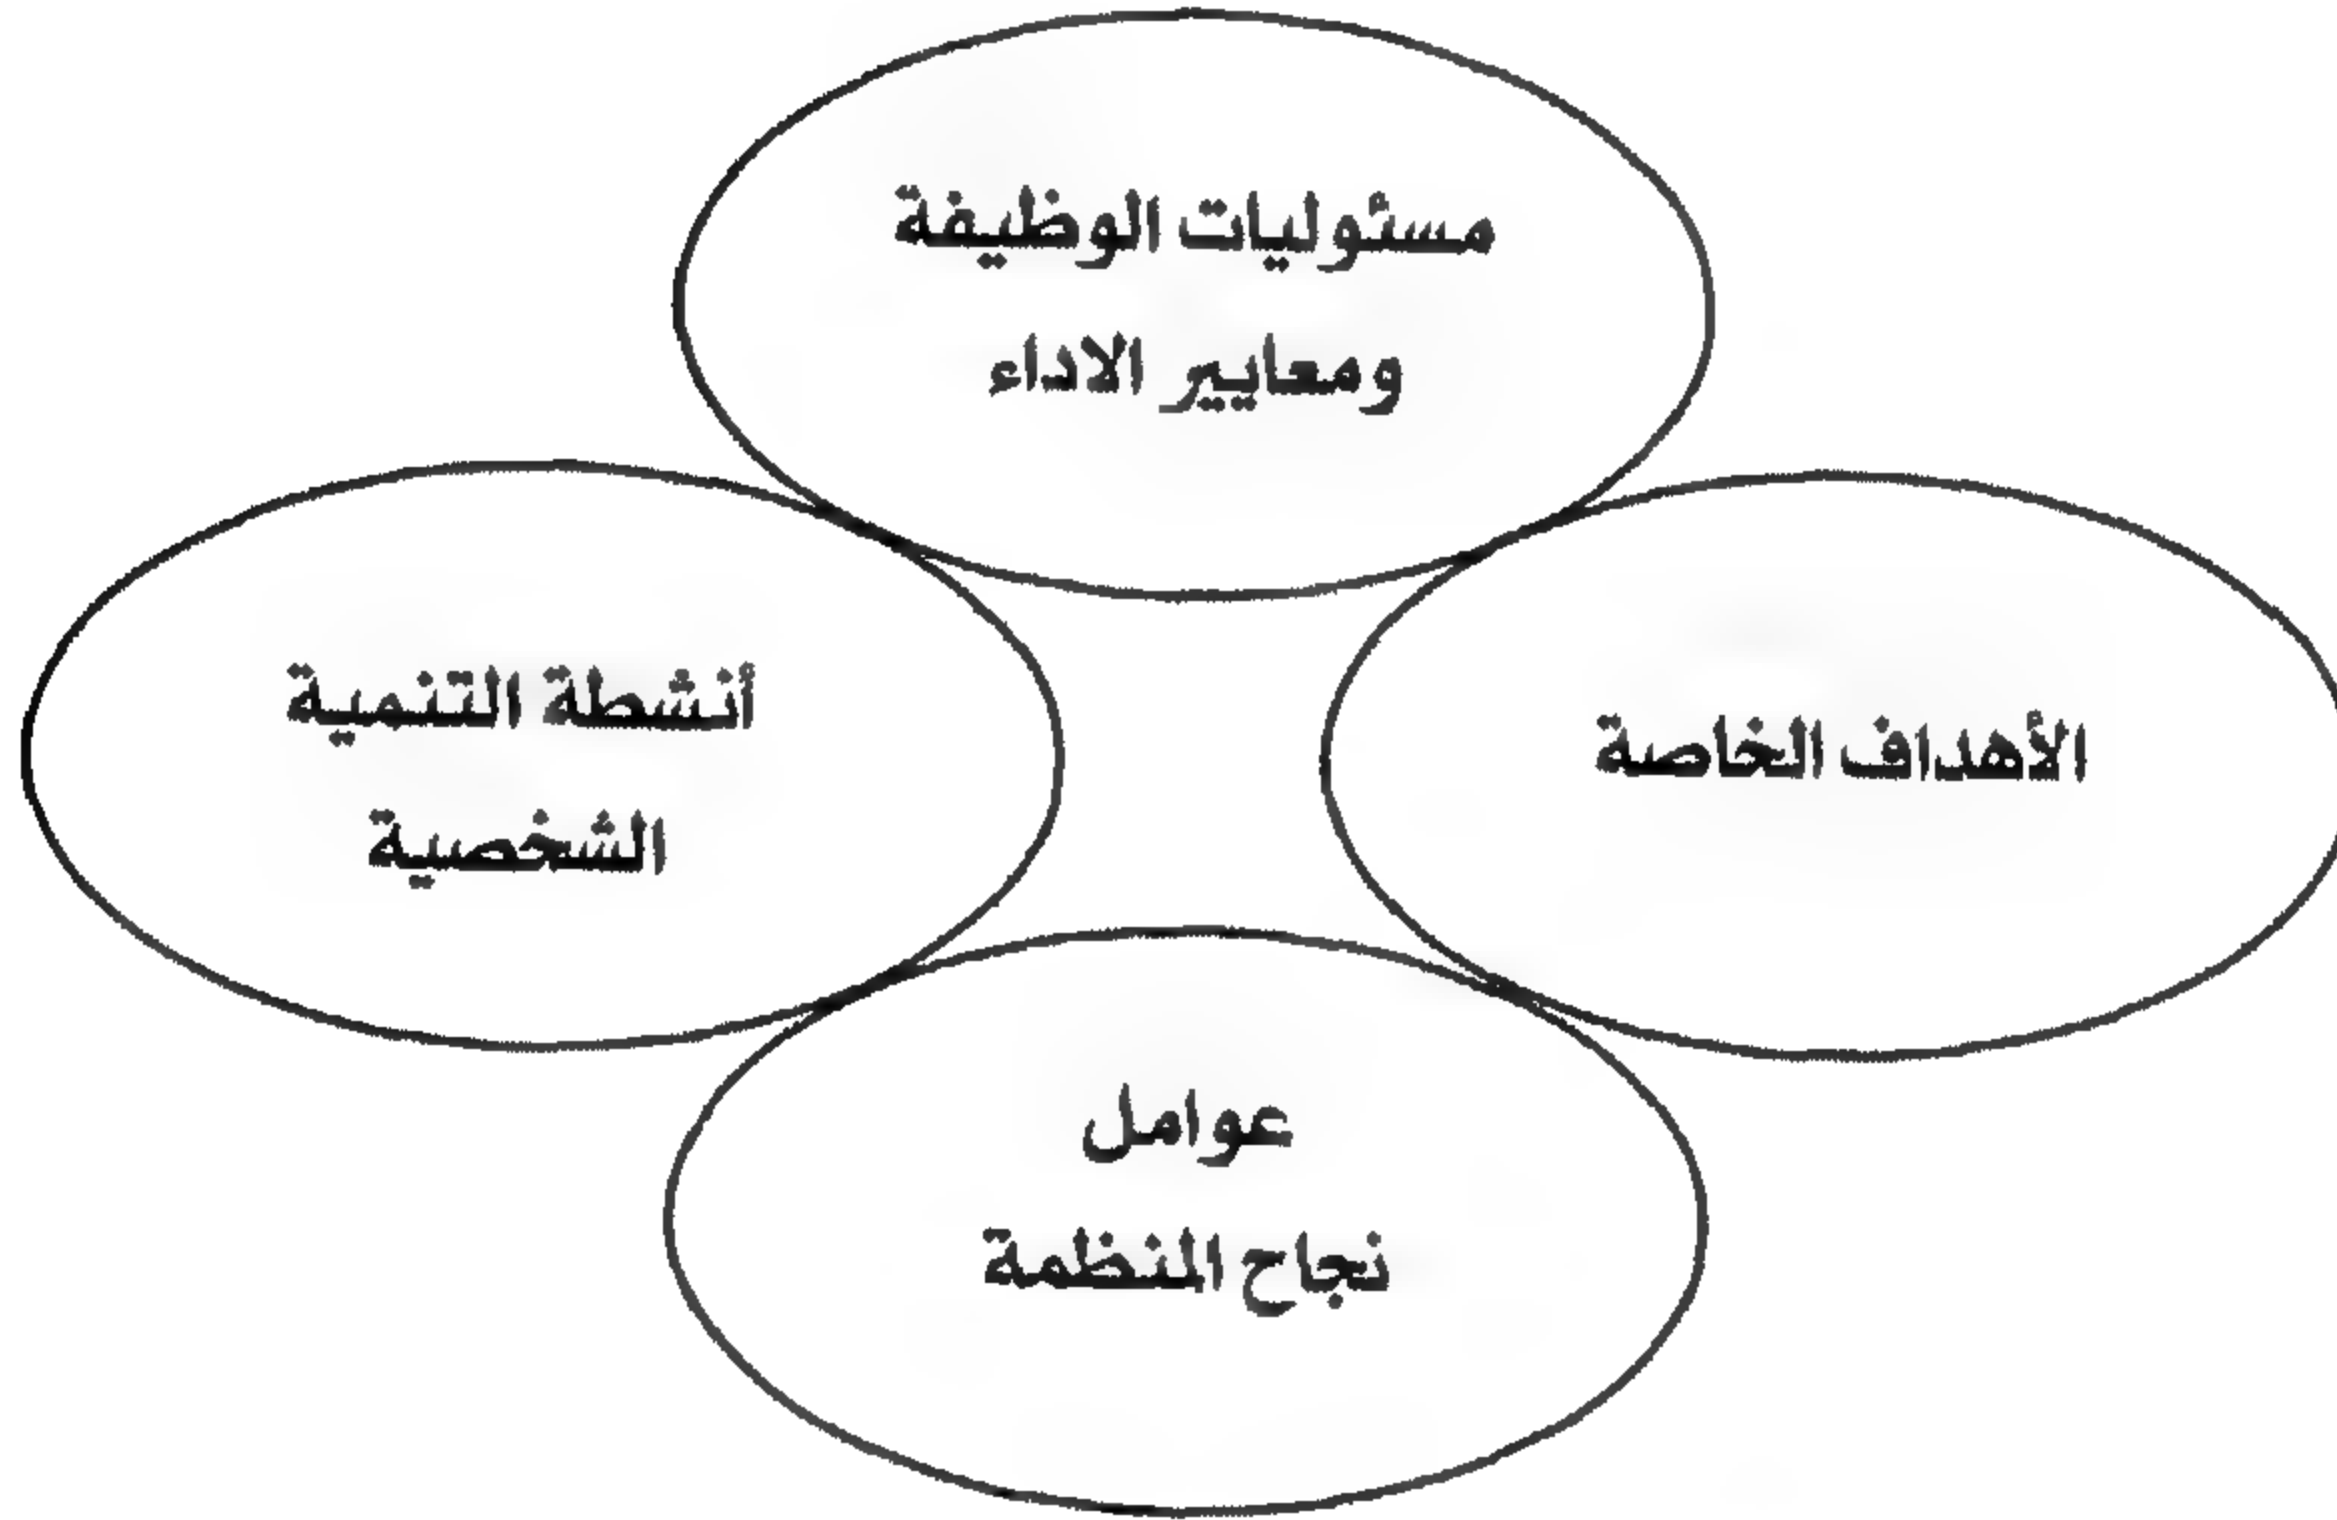 مسئوليات الوظيفة
ومعايير الاداء
الأهداف الخاصة
أنشطة التنمية
الشخصية
عوامل
نجاح المنظمة